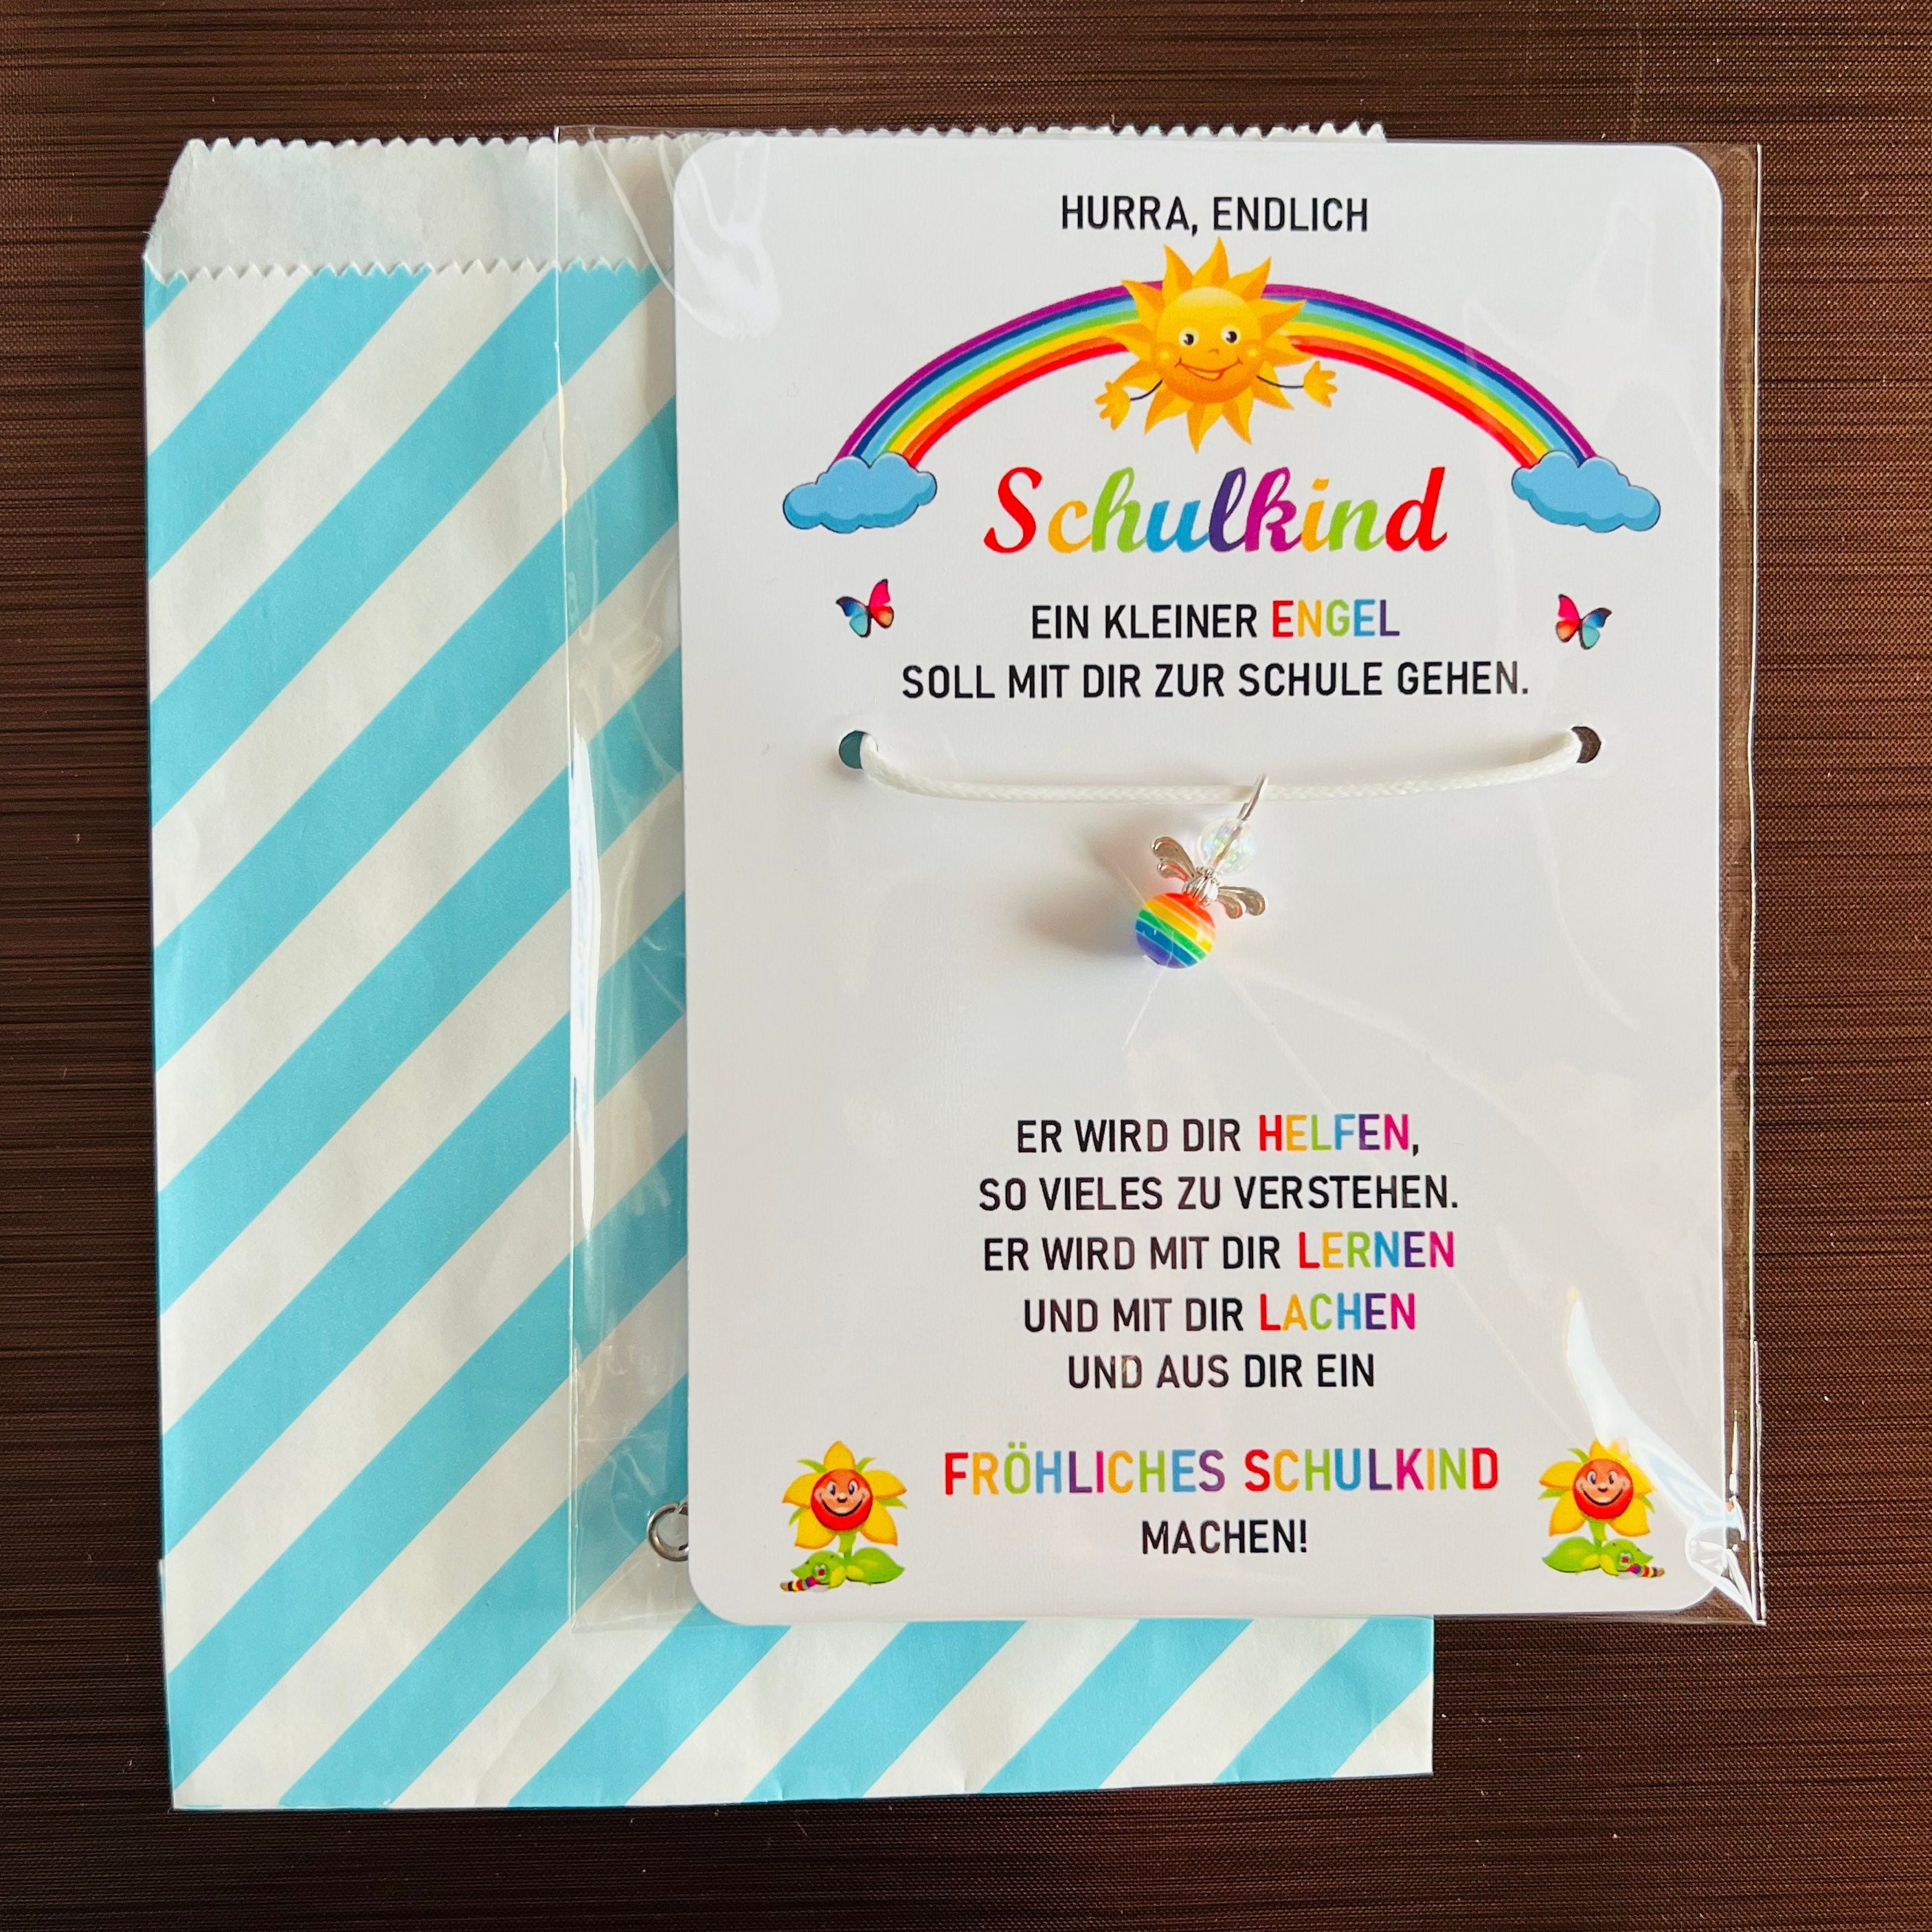 HURRA, ENDLICH
Schulkind
EIN KLEINER ENGEL
SOLL MIT DIR ZUR SCHULE GEHEN.
ER WIRD DIR HELFEN,
SO VIELES ZU VERSTEHEN.
ER WIRD MIT DIR LERNEN
UND MIT DIR LACHEN
UND AUS DIR EIN
FRÖHLICHES SCHULKIND
MACHEN!